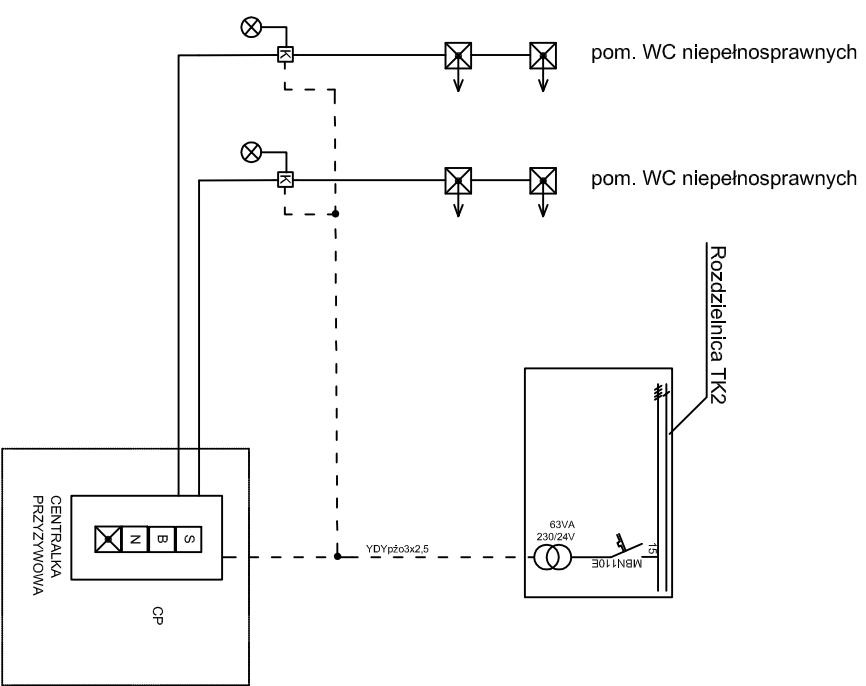 pom. WC niepełnosprawnych
K
pom. WC niepełnosprawnych
K
Rozdzielnica TK2
63VA
230/24V
15
MBN110E
YDYpżo3x2,5
CENTRALKA
PRZYZYWOWA
N
B
S
CP